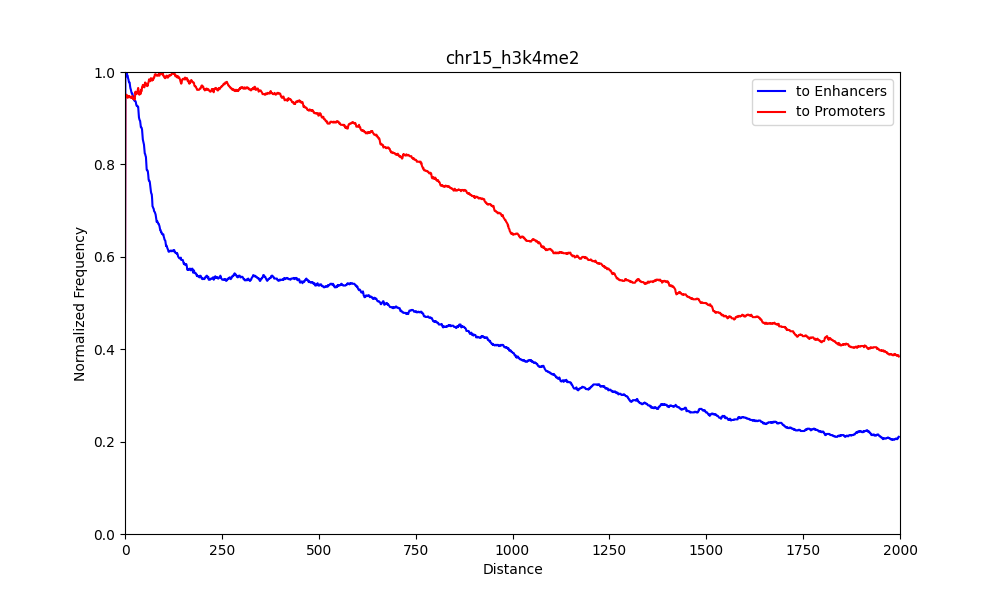 chr15_h3k4me2
to Enhancers
to Promoters
Normalized Frequency
1.0
0.8
0.6
0.4
0.2
0.0
0 250 500 750 1000 1250 1500 1750 2000
Distance